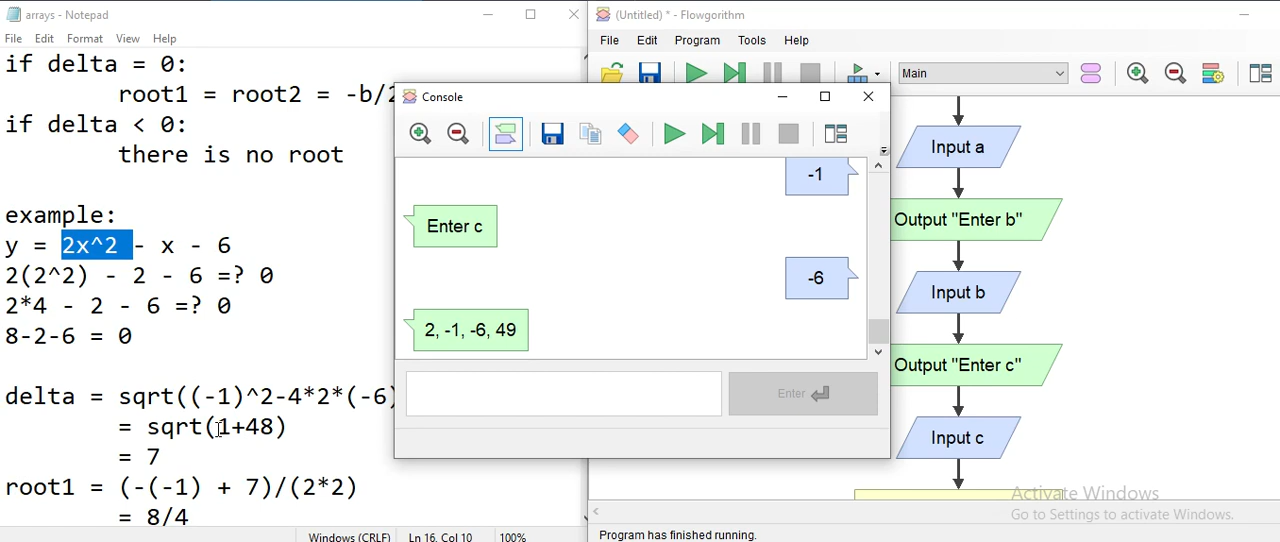 arrays - Notepad
File Edit Format View Help
if delta = 0:
root1 = root2 = -b/2
if delta < 0:
there is no root
example:
y = 2x^2 - x - 6
2(2^2) - 2 - 6 =? 0
2*4 - 2 - 6 =? 0
8-2-6 = 0
delta = sqrt((-1)^2-4*2*(-6)
= sqrt(1+48)
= 7
root1 = (-(-1) + 7)/(2*2)
= 8/4
Windows (CRLF) Ln 16, Col 10 100%
(Untitled) * - Flowgorithm
File Edit Program Tools Help
Main
Input a
Output "Enter b"
Input b
Output "Enter c"
Input c
Activate Windows
Go to Settings to activate Windows.
Program has finished running.
Console
-1
Enter c
-6
2, -1, -6, 49
Enter